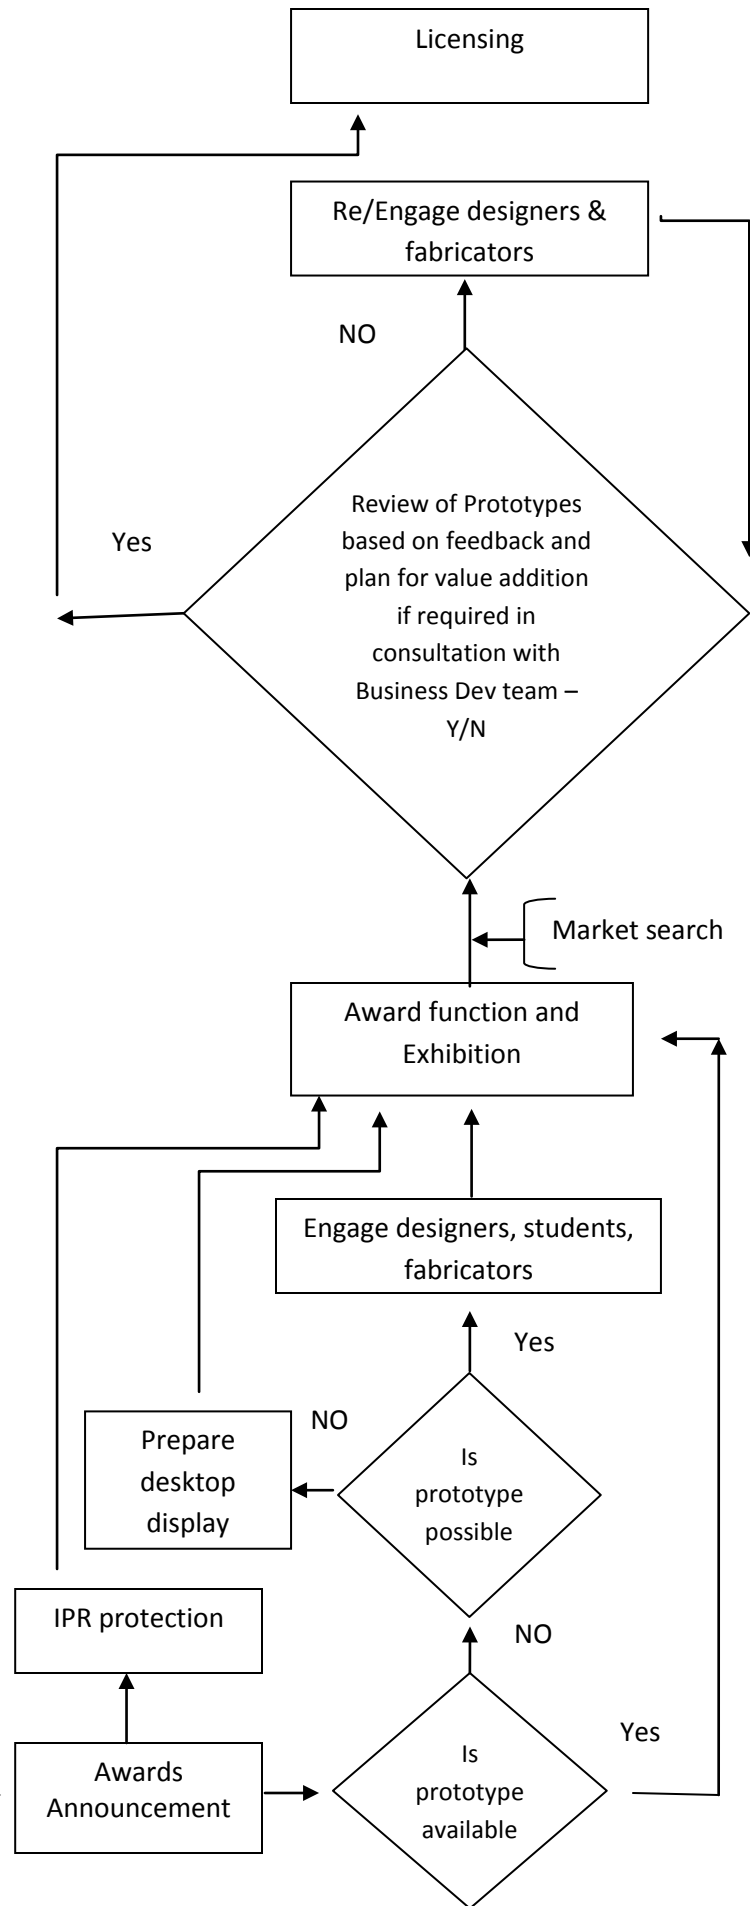 Licensing
Re/Engage designers &
fabricators
NO
Yes
Review of Prototypes
based on feedback and
plan for value addition
if required in
consultation with
Business Dev team –
Y/N
Market search
Award function and
Exhibition
Engage designers, students,
fabricators
Yes
NO
Prepare
desktop
display
Is
prototype
possible
IPR protection
NO
Yes
Awards
Announcement
Is
prototype
available